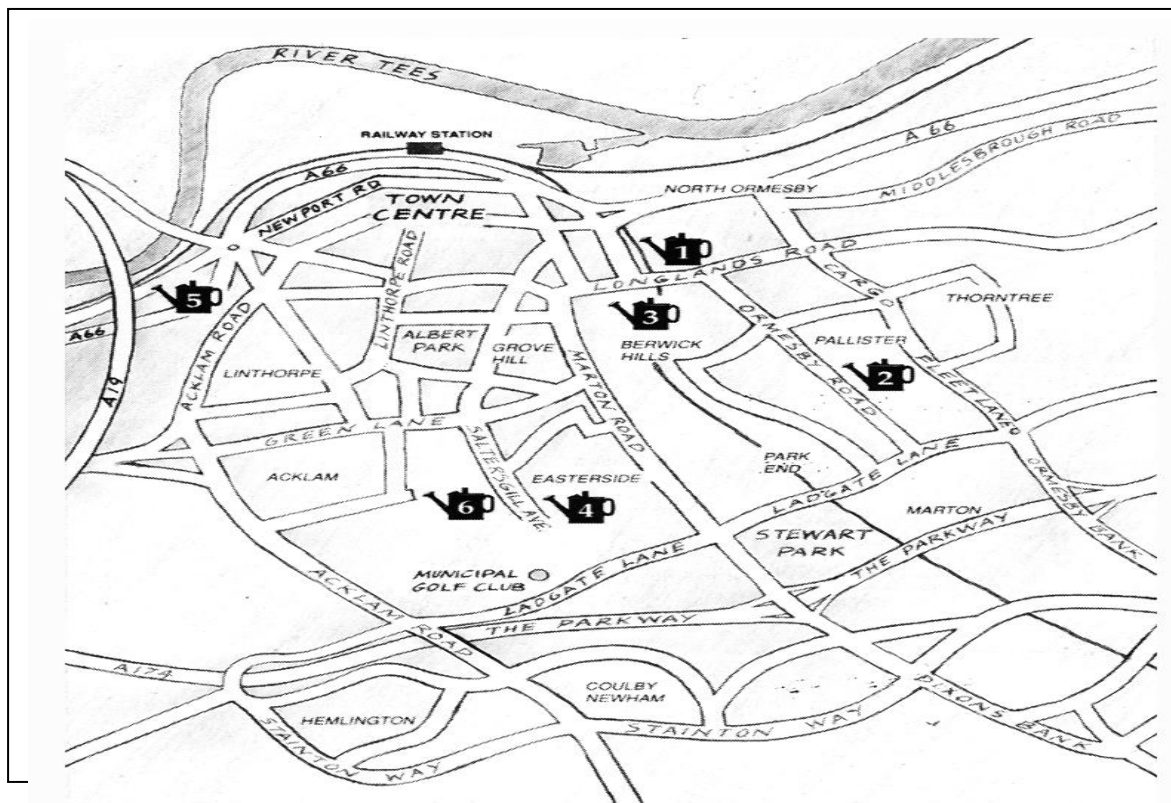 RIVER TEES
RAILWAY STATION
A66
A 66
MIDDLESBROUGH ROAD
NEWPORT RD
TOWN
CENTRE
NORTH ORMESBY
1
LONGLANDS ROAD
LINTHORPE ROAD
5
3
CARGO
THORNTREE
A66
A19
ACKLAM ROAD
ALBERT
PARK
GROVE
HILL
BERWICK
HILLS
ORMESBY ROAD
PALLISTER
2
FLEET LANE
LINTHORPE
MARTON ROAD
GREEN LANE
ACKLAM
SALTERSGILL AVE.
EASTERSIDE
6
4
PARK
END
LADGATE LANE
ORMESBY BANK
MARTON
STEWART
PARK
THE PARKWAY
MUNICIPAL
GOLF CLUB
LADGATE LANE
ACKLAM ROAD
THE PARKWAY
A174
HEMLINGTON
COULBY
NEWHAM
STAINTON WAY
STAINTON WAY
DIXONS BANK